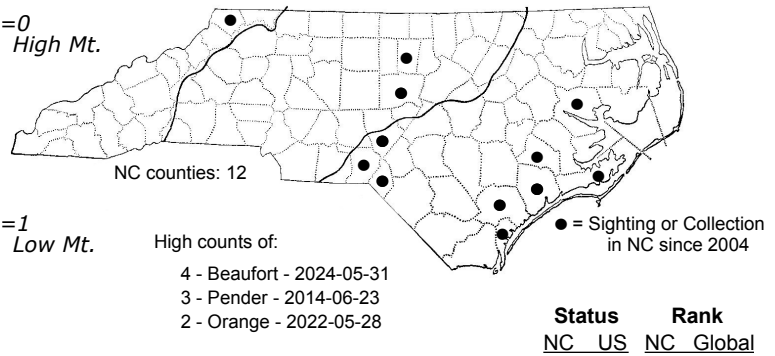 =0
High Mt.
NC counties: 12
=1
Low Mt.
High counts of:
4 - Beaufort - 2024-05-31
3 - Pender - 2014-06-23
2 - Orange - 2022-05-28
● = Sighting or Collection
in NC since 2004
Status Rank
NC US NC Global